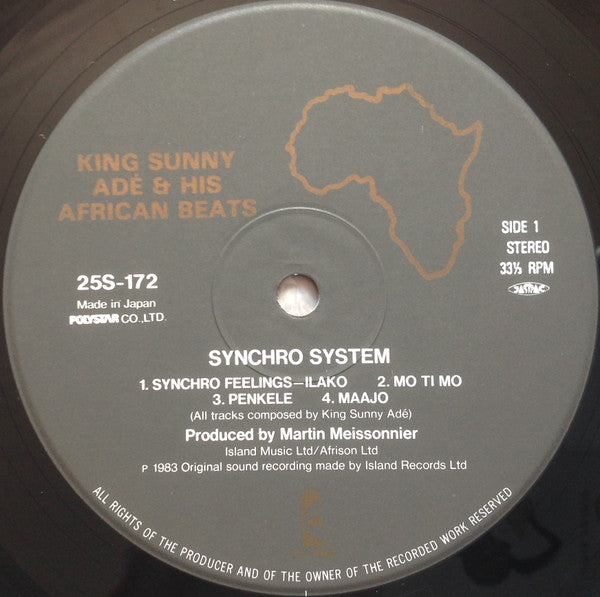 KING SUNNY
ADÉ & HIS
AFRICAN BEATS
SIDE 1
STEREO
33⅓ RPM
JASRAC
25S-172
Made in Japan
POLYSTAR CO.,LTD.
SYNCHRO SYSTEM
1. SYNCHRO FEELINGS–ILAKO 2. MO TI MO
3. PENKELE 4. MAAJO
(All tracks composed by King Sunny Adé)
Produced by Martin Meissonnier
Island Music Ltd/Afrison Ltd
P 1983 Original sound recording made by Island Records Ltd
ALL RIGHTS OF THE PRODUCER AND OF THE OWNER OF THE RECORDED WORK RESERVED